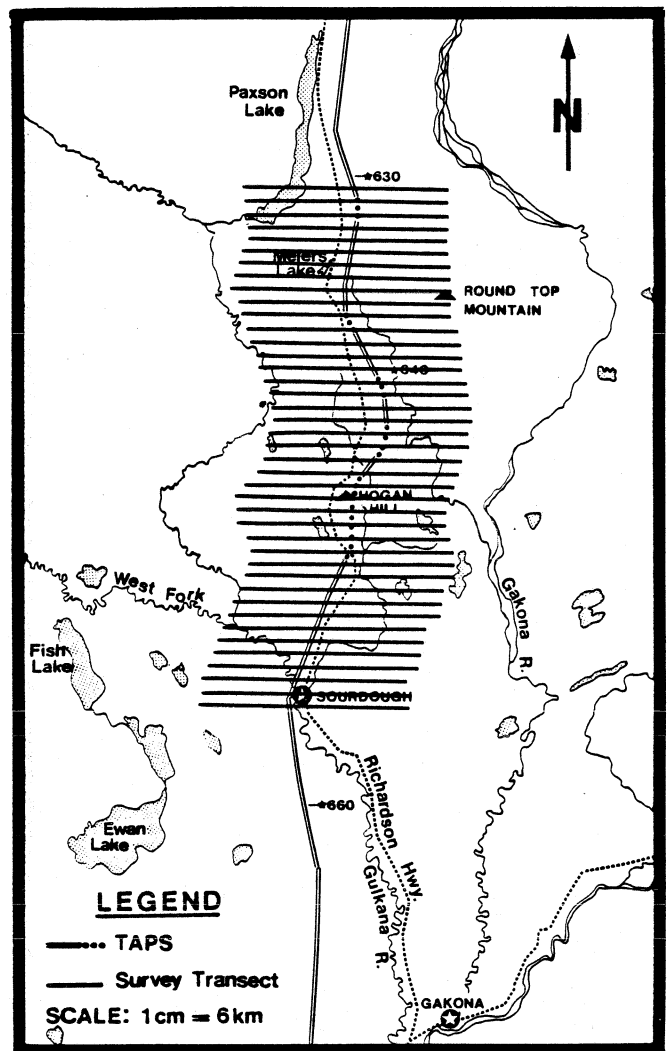 Paxson
Lake
N
630
Meiers
Lake
ROUND TOP
MOUNTAIN
640
HOGAN
HILL
West Fork
Gakona R.
Fish
Lake
SOURDOUGH
Richardson Hwy
660
Ewan
Lake
Gulkana R.
LEGEND
TAPS
Survey Transect
SCALE: 1cm = 6km
GAKONA